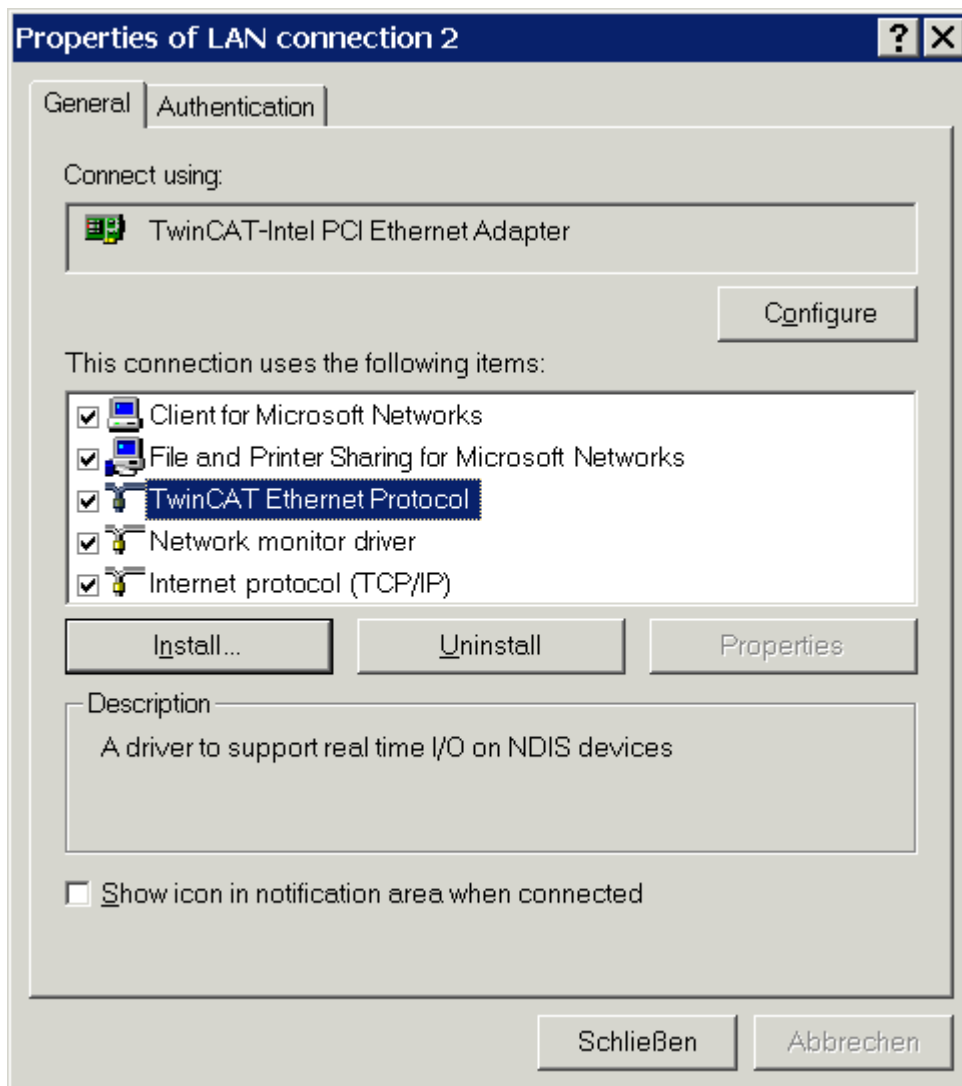 Properties of LAN connection 2
General
Authentication
Connect using:
TwinCAT-Intel PCI Ethernet Adapter
Configure
This connection uses the following items:
Client for Microsoft Networks
File and Printer Sharing for Microsoft Networks
TwinCAT Ethernet Protocol
Network monitor driver
Internet protocol (TCP/IP)
Install...
Uninstall
Properties
Description
A driver to support real time I/O on NDIS devices
Show icon in notification area when connected
Schließen
Abbrechen